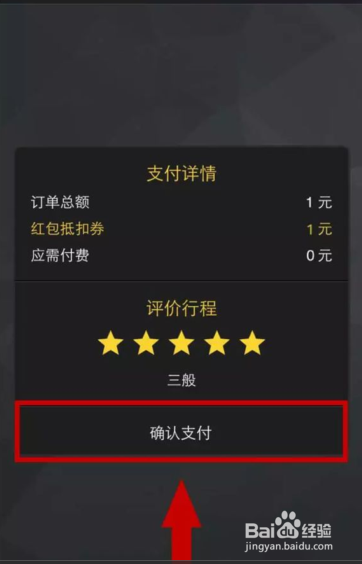 支付详情
订单总额 1 元
红包抵扣券 1 元
应需付费 0 元
评价行程
三般
确认支付
Baidu 经验
jingyan.baidu.com